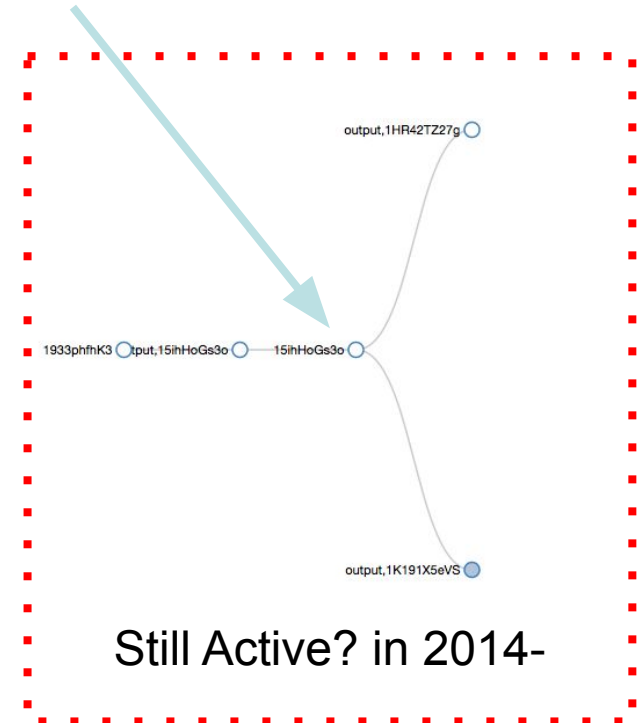 output,1HR42TZ27g
1933phfhK3 tput,15ihHoGs3o 15ihHoGs3o
output,1K191X5eVS
Still Active? in 2014-